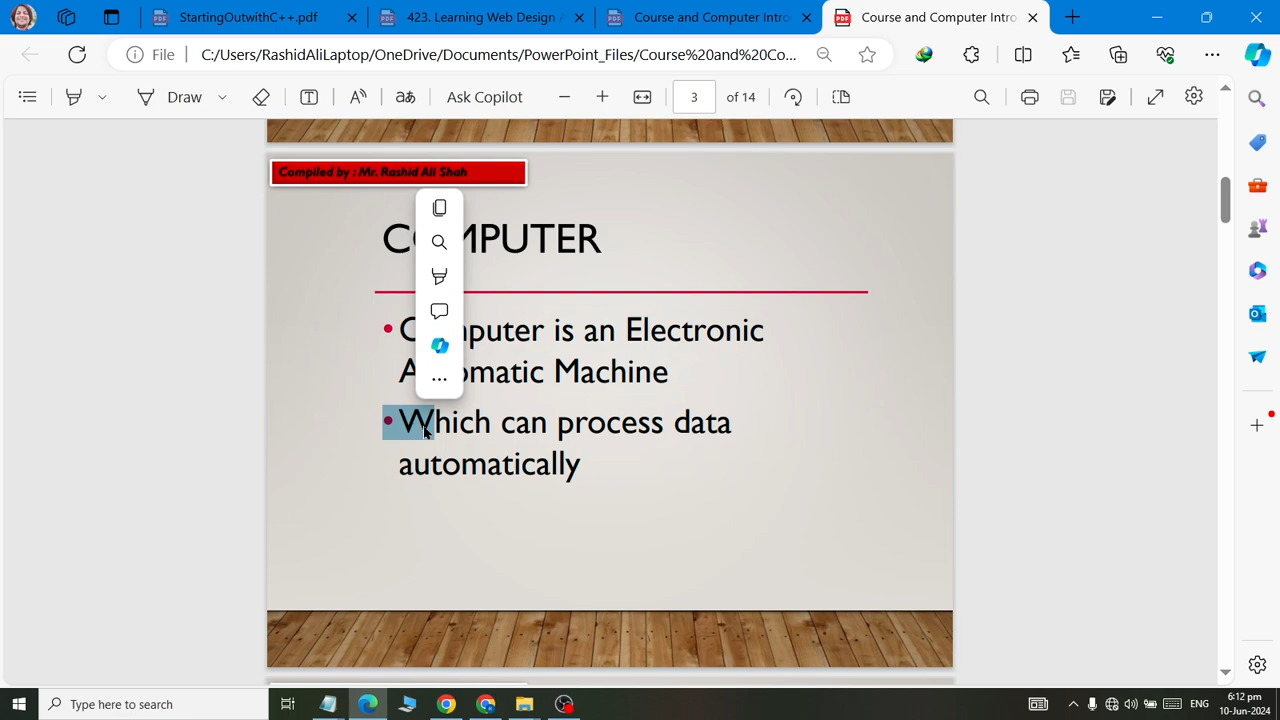 StartingOutwithC++.pdf
423. Learning Web Design
Course and Computer Intro
Course and Computer Intro
File
C:/Users/RashidAliLaptop/OneDrive/Documents/PowerPoint_Files/Course%20and%20Co...
Draw
aあ
Ask Copilot
3
of 14
Compiled by : Mr. Rashid Ali Shah
COMPUTER
• Computer is an Electronic
Automatic Machine
• Which can process data
automatically
Type here to search
ENG
6:12 pm
10-Jun-2024